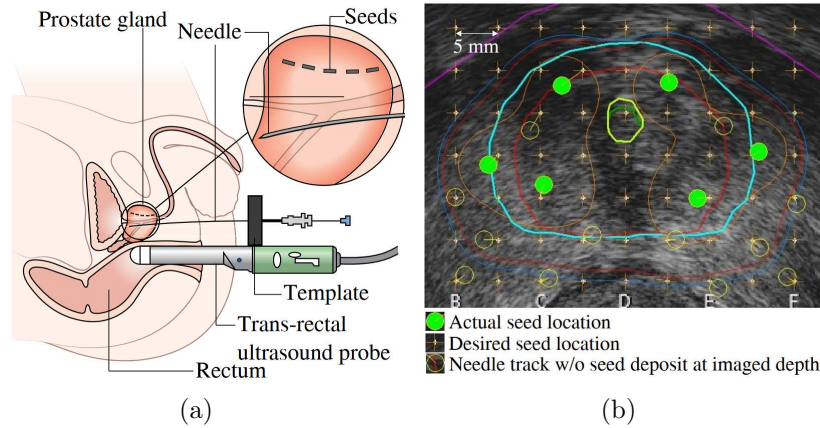 Prostate gland
Needle
Seeds
Template
Trans-rectal
ultrasound probe
Rectum
(a)
5 mm
B C D E F
Actual seed location
Desired seed location
Needle track w/o seed deposit at imaged depth
(b)